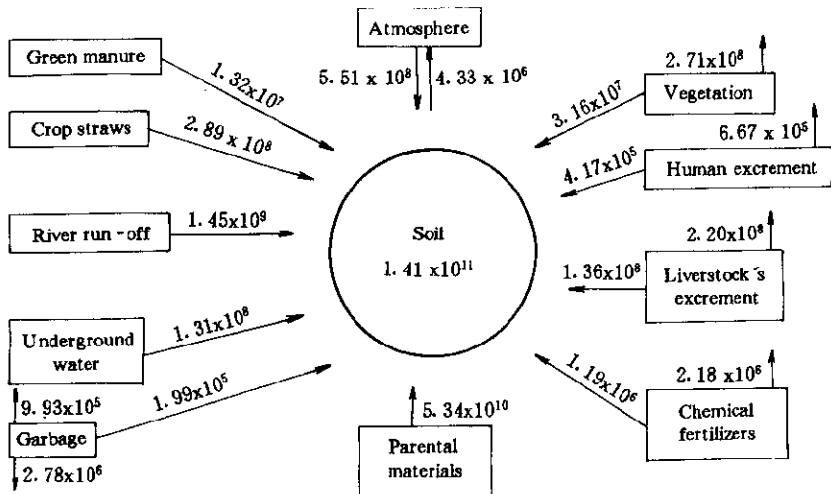 Green manure
1. 32x10⁷
Crop straws
2. 89 x 10⁸
River run -off
1. 45x10⁹
Underground
water
1. 31x10⁸
9. 93x10⁵
1. 99x10⁵
Garbage
2. 78x10⁶
Atmosphere
5. 51 x 10⁸
4. 33 x 10⁶
Soil
1. 41 x10¹¹
5. 34x10¹⁰
Parental
materials
2. 71x10⁸
Vegetation
3. 16x10⁷
6. 67 x 10⁵
Human excrement
4. 17x10⁵
2. 20x10⁸
Liverstock´s
excrement
1. 36x10⁸
2. 18 x10⁶
Chemical
fertilizers
1. 19x10⁶